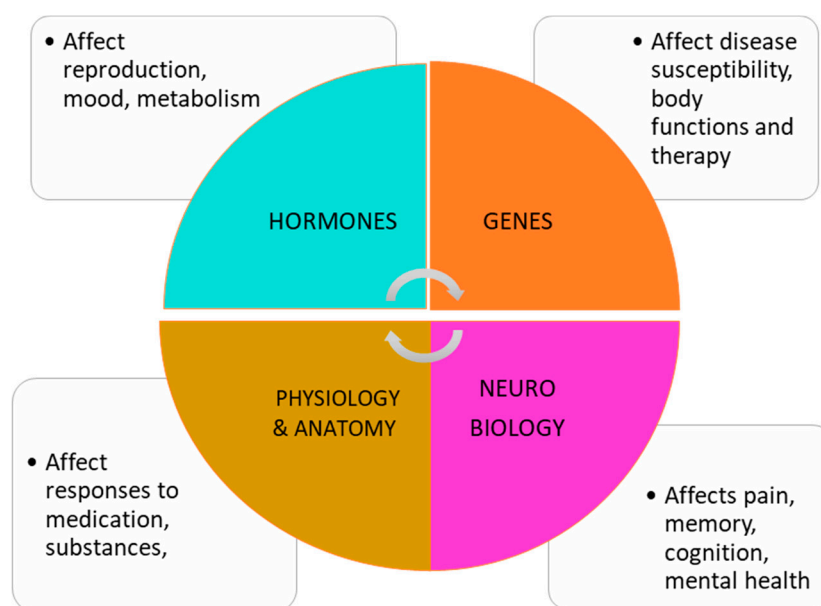 • Affect
reproduction,
mood, metabolism
• Affect disease
susceptibility,
body
functions and
therapy
HORMONES
GENES
PHYSIOLOGY
& ANATOMY
NEURO
BIOLOGY
• Affect
responses to
medication,
substances,
• Affects pain,
memory,
cognition,
mental health